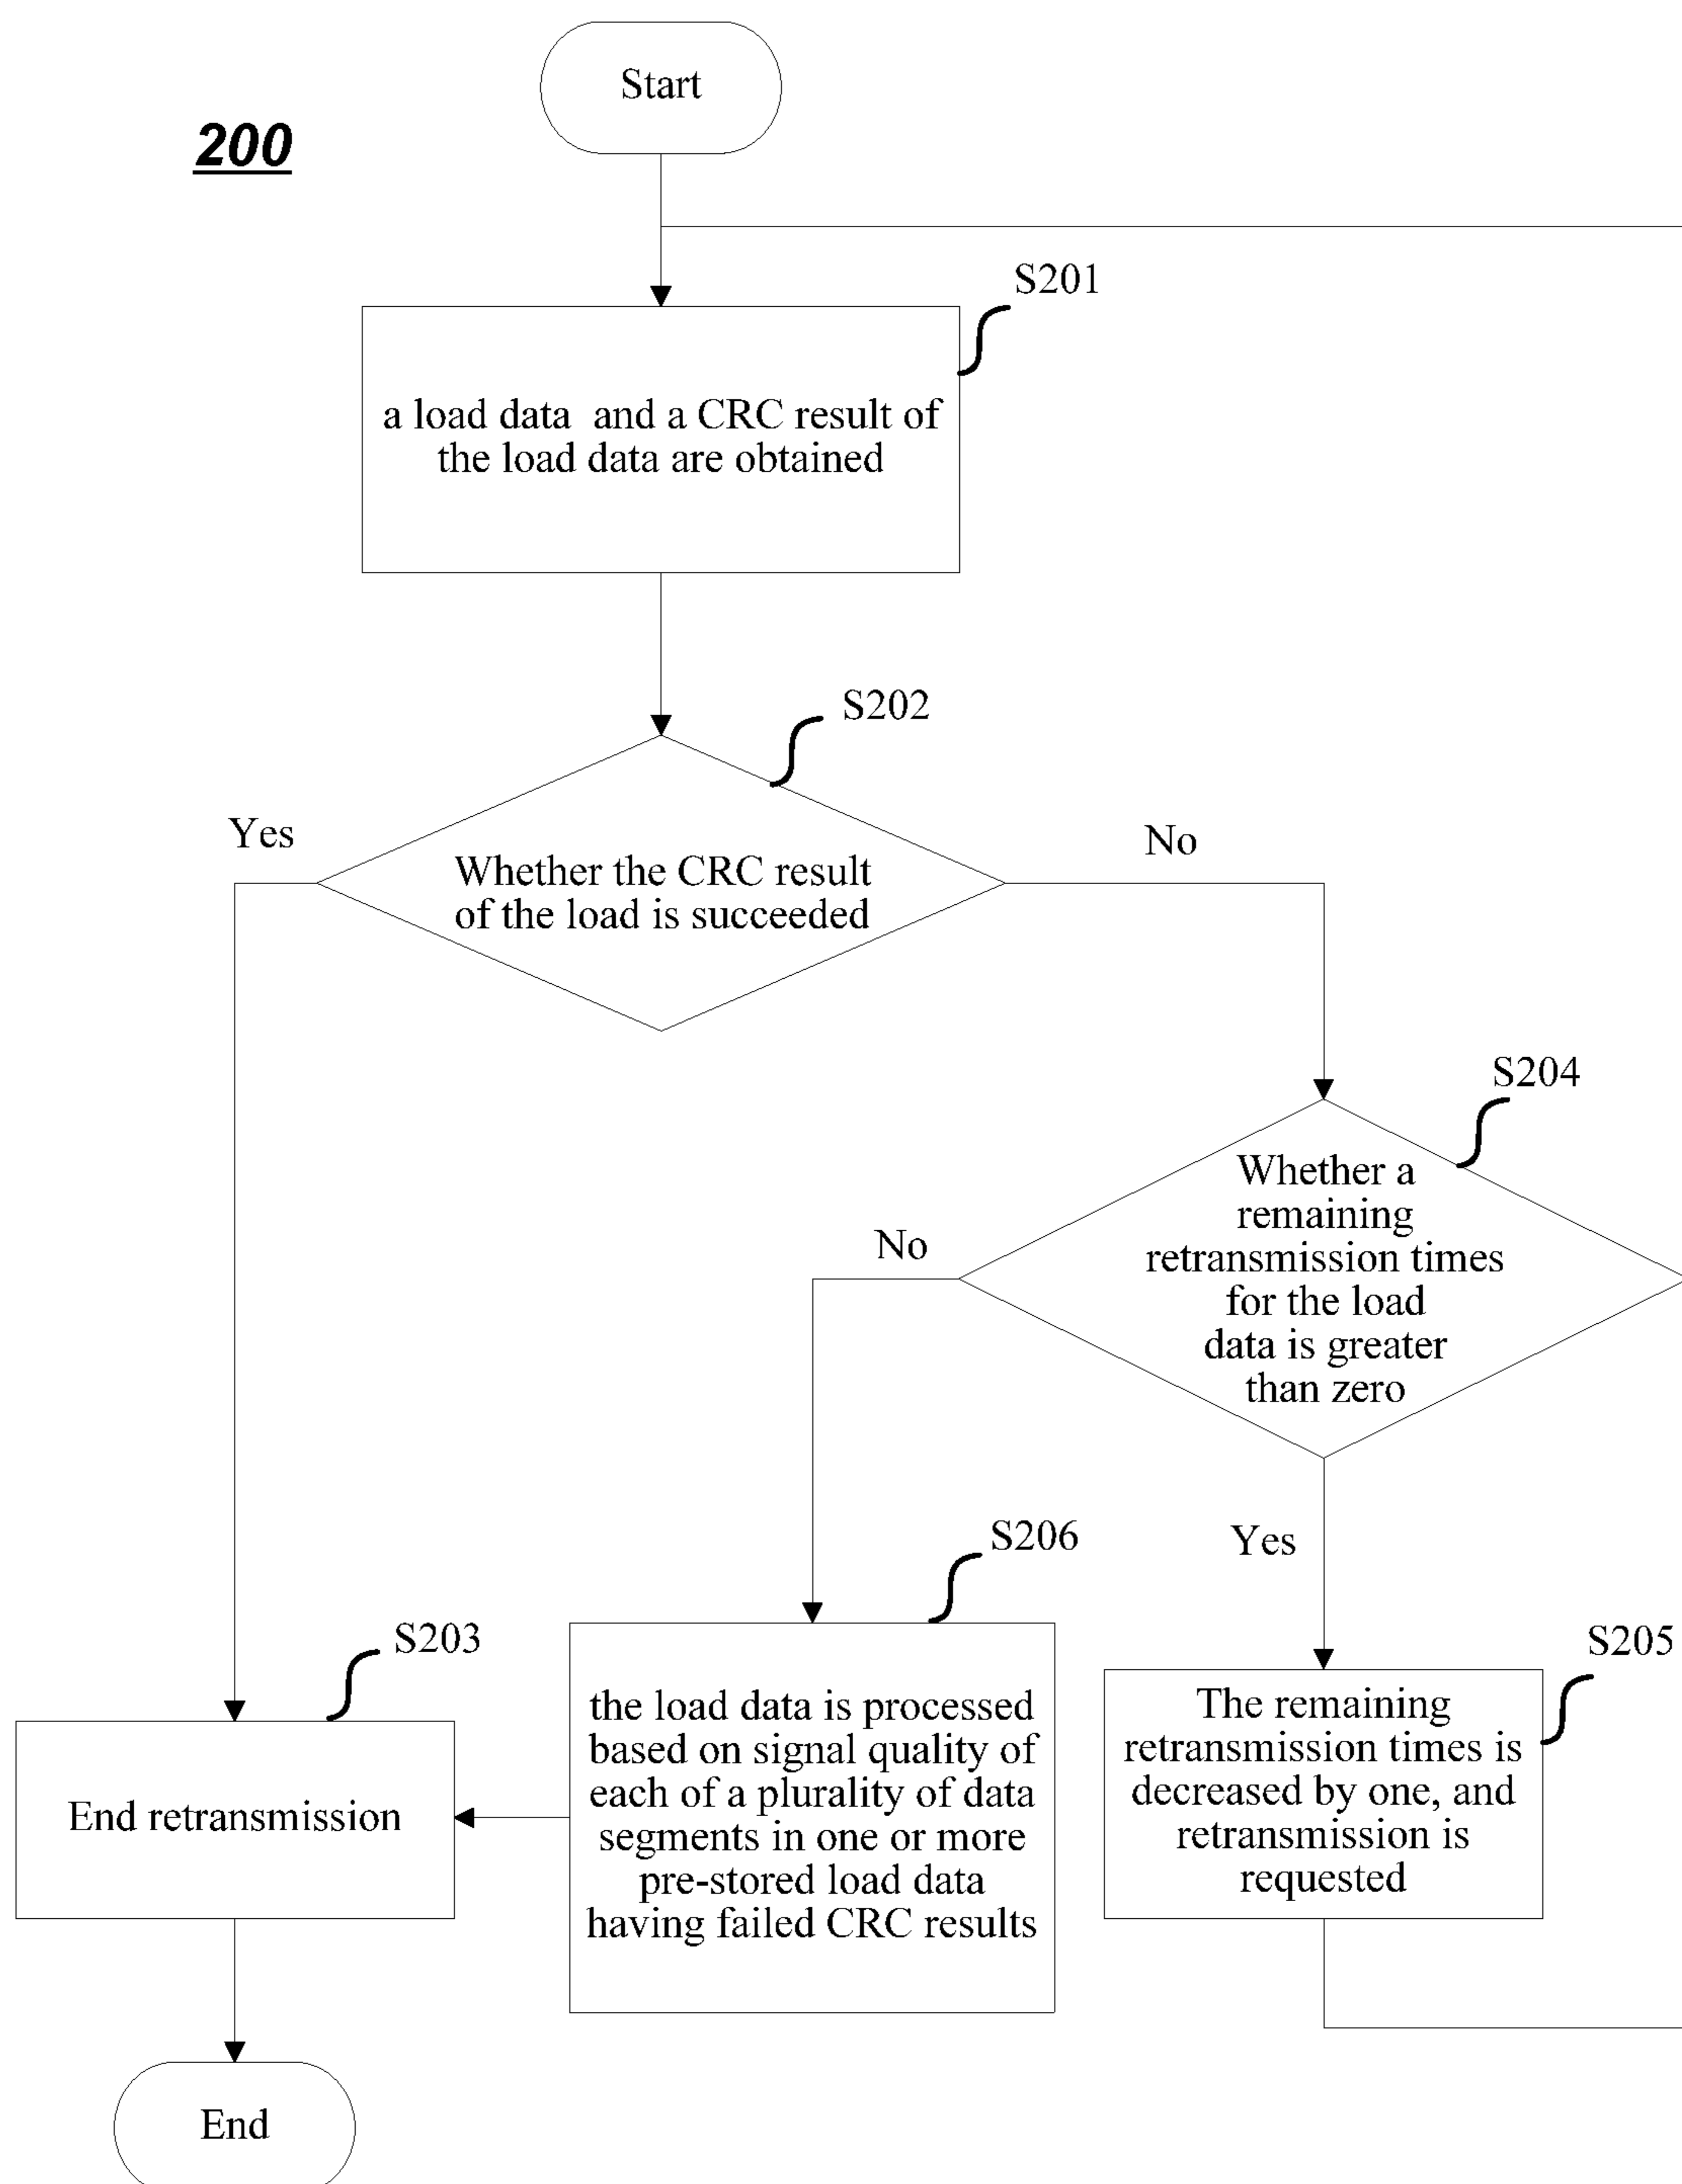 Start
200
S201
a load data and a CRC result of
the load data are obtained
S202
Yes
No
Whether the CRC result
of the load is succeeded
S204
Whether a
remaining
retransmission times
for the load
data is greater
than zero
No
Yes
S206
S203
S205
the load data is processed
based on signal quality of
each of a plurality of data
segments in one or more
pre-stored load data
having failed CRC results
The remaining
retransmission times is
decreased by one, and
retransmission is
requested
End retransmission
End